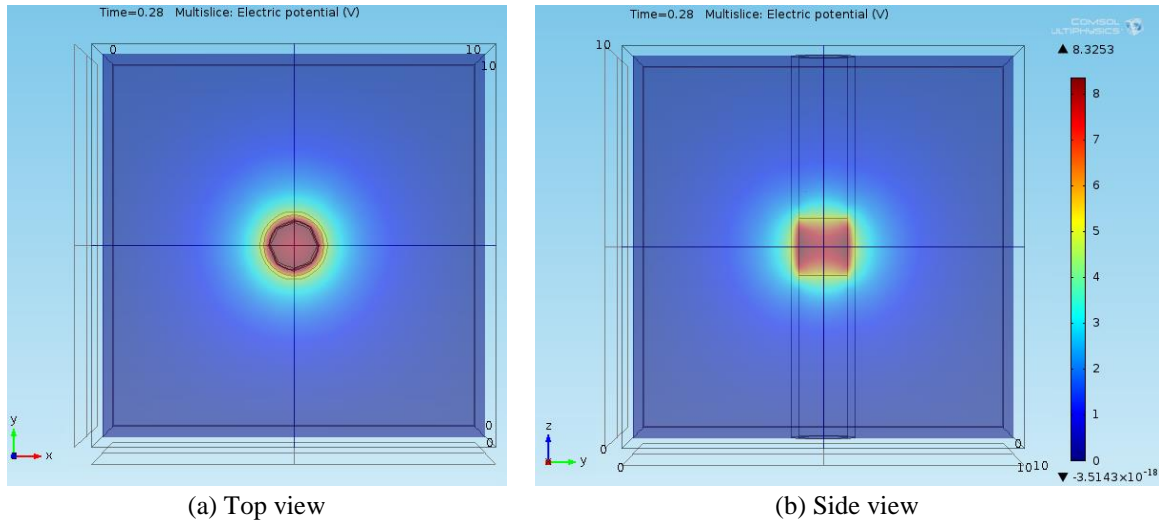 Time=0.28 Multislice: Electric potential (V)
0
10
10
0
0
y
x
(a) Top view
Time=0.28 Multislice: Electric potential (V)
COMSOL
ULTIPHYSICS
10
▲ 8.3253
8
7
6
5
4
3
2
1
0
▼ -3.5143×10⁻¹⁸
0
0
0
10 10
z
y
(b) Side view